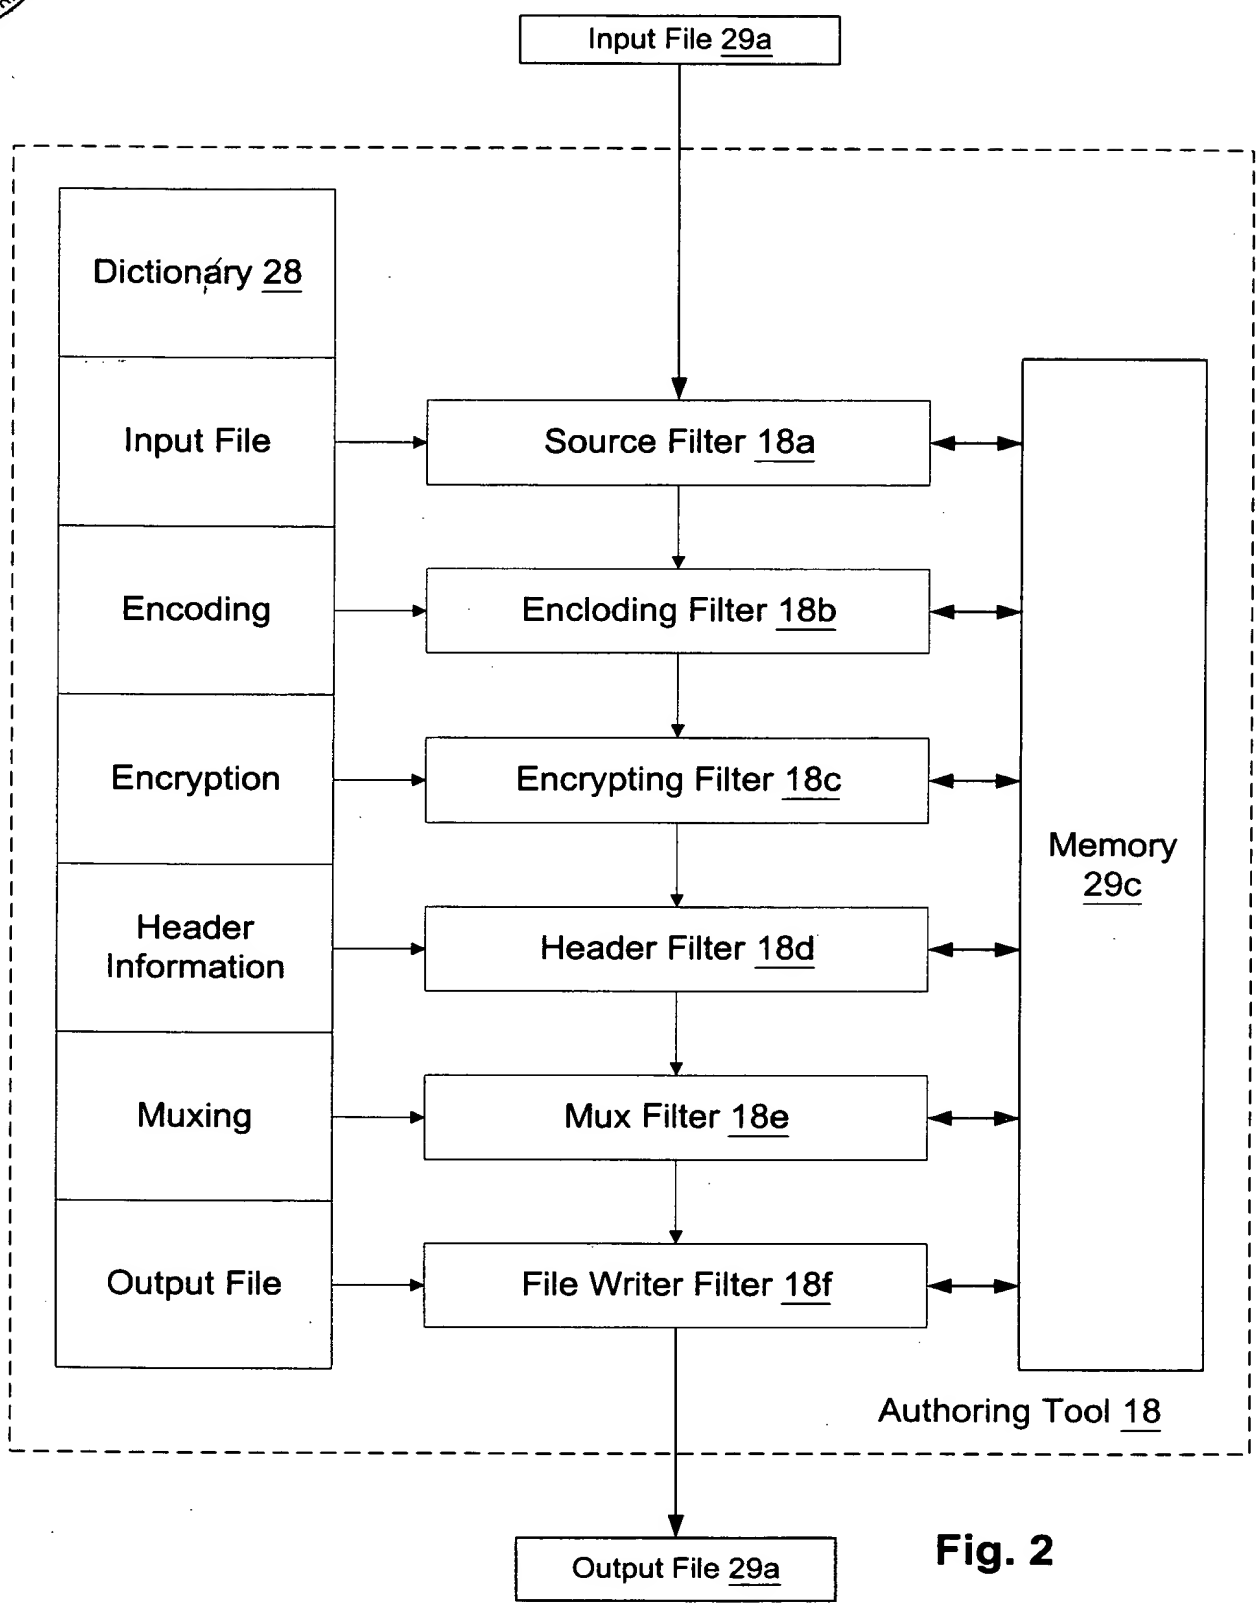 Input File 29a
Dictionary 28
Input File
Source Filter 18a
Encoding
Encloding Filter 18b
Encryption
Encrypting Filter 18c
Memory
29c
Header
Information
Header Filter 18d
Muxing
Mux Filter 18e
Output File
File Writer Filter 18f
Authoring Tool 18
Output File 29a
Fig. 2